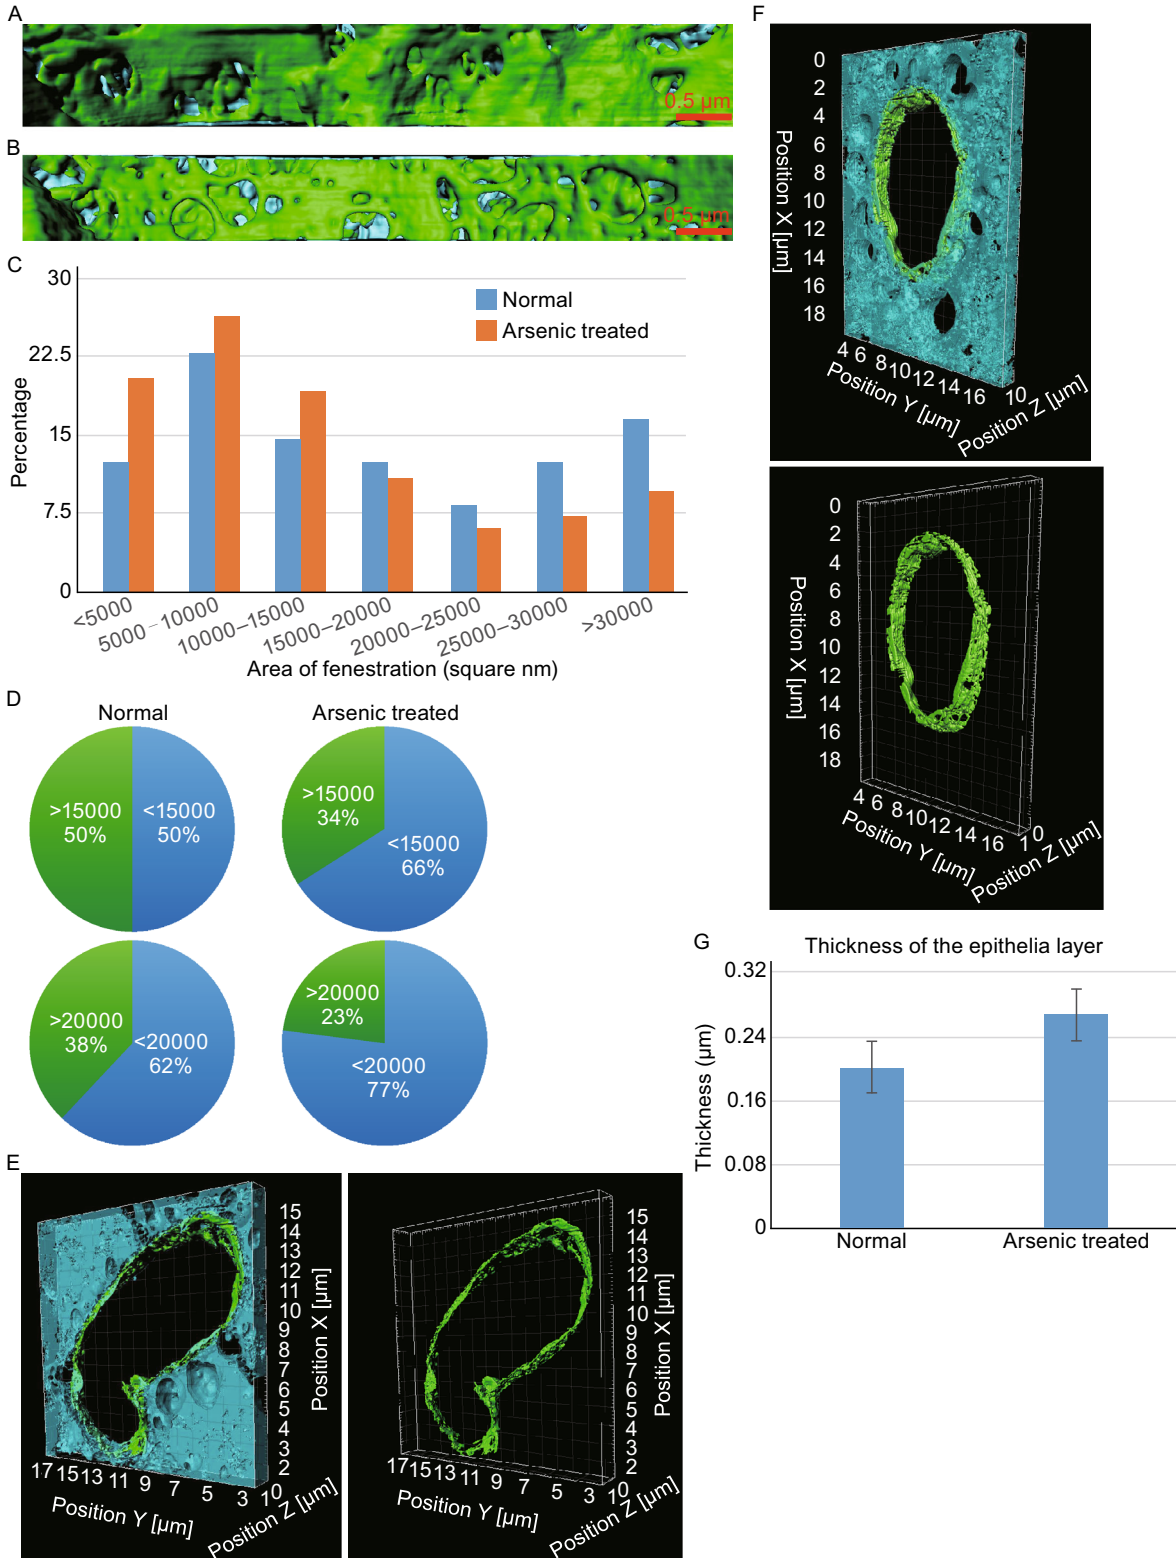 A
0.5 µm
B
0.5 µm
C
30
22.5
15
7.5
0
Percentage
Normal
Arsenic treated
<5000
5000–10000
10000–15000
15000–20000
20000–25000
25000–30000
>30000
Area of fenestration (square nm)
D
Normal
Arsenic treated
>15000
50%
<15000
50%
>15000
34%
<15000
66%
>20000
38%
<20000
62%
>20000
23%
<20000
77%
E
15
14
13
12
11
10
9
8
7
6
5
4
3
2
Position X [µm]
17 15 13 11 9 7 5 3
Position Y [µm]
10
Position Z [µm]
15
14
13
12
11
10
9
8
7
6
5
4
3
2
Position X [µm]
17 15 13 11 9 7 5 3
Position Y [µm]
10
Position Z [µm]
F
0
2
4
6
8
10
12
14
16
18
Position X [µm]
4 6 8 10 12 14 16
Position Y [µm]
10
Position Z [µm]
0
2
4
6
8
10
12
14
16
18
Position X [µm]
4 6 8 10 12 14 16
Position Y [µm]
10
Position Z [µm]
G
Thickness of the epithelia layer
0.32
0.24
0.16
0.08
0
Thickness (µm)
Normal
Arsenic treated